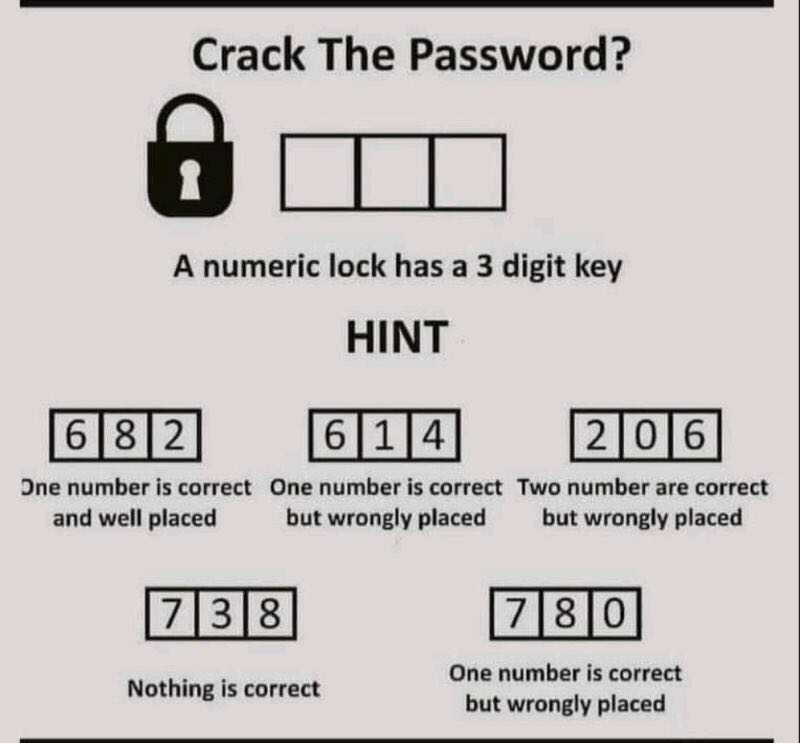 Crack The Password?
A numeric lock has a 3 digit key
HINT
6 8 2
One number is correct
and well placed
6 1 4
One number is correct
but wrongly placed
2 0 6
Two number are correct
but wrongly placed
7 3 8
Nothing is correct
7 8 0
One number is correct
but wrongly placed